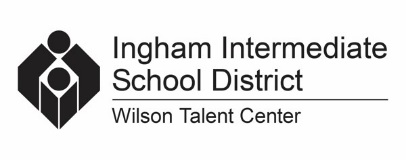 Ingham Intermediate
School District
Wilson Talent Center